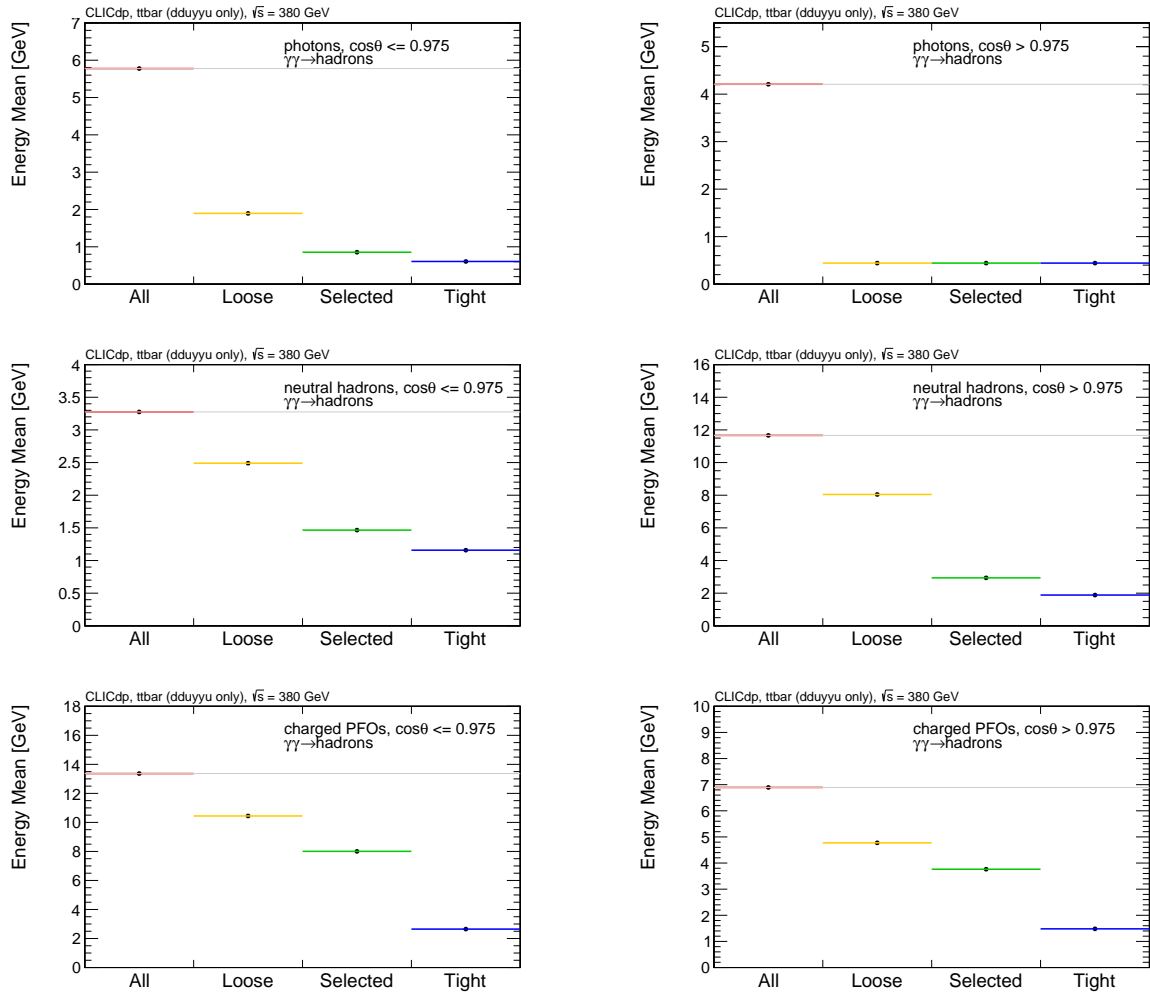 CLICdp, ttbar (dduyyu only), √s = 380 GeV
Energy Mean [GeV]
photons, cosθ <= 0.975
γγ→hadrons
7
6
5
4
3
2
1
0
All Loose Selected Tight
CLICdp, ttbar (dduyyu only), √s = 380 GeV
Energy Mean [GeV]
photons, cosθ > 0.975
γγ→hadrons
5
4
3
2
1
0
All Loose Selected Tight
CLICdp, ttbar (dduyyu only), √s = 380 GeV
Energy Mean [GeV]
neutral hadrons, cosθ <= 0.975
γγ→hadrons
4
3.5
3
2.5
2
1.5
1
0.5
0
All Loose Selected Tight
CLICdp, ttbar (dduyyu only), √s = 380 GeV
Energy Mean [GeV]
neutral hadrons, cosθ > 0.975
γγ→hadrons
16
14
12
10
8
6
4
2
0
All Loose Selected Tight
CLICdp, ttbar (dduyyu only), √s = 380 GeV
Energy Mean [GeV]
charged PFOs, cosθ <= 0.975
γγ→hadrons
18
16
14
12
10
8
6
4
2
0
All Loose Selected Tight
CLICdp, ttbar (dduyyu only), √s = 380 GeV
Energy Mean [GeV]
charged PFOs, cosθ > 0.975
γγ→hadrons
10
9
8
7
6
5
4
3
2
1
0
All Loose Selected Tight